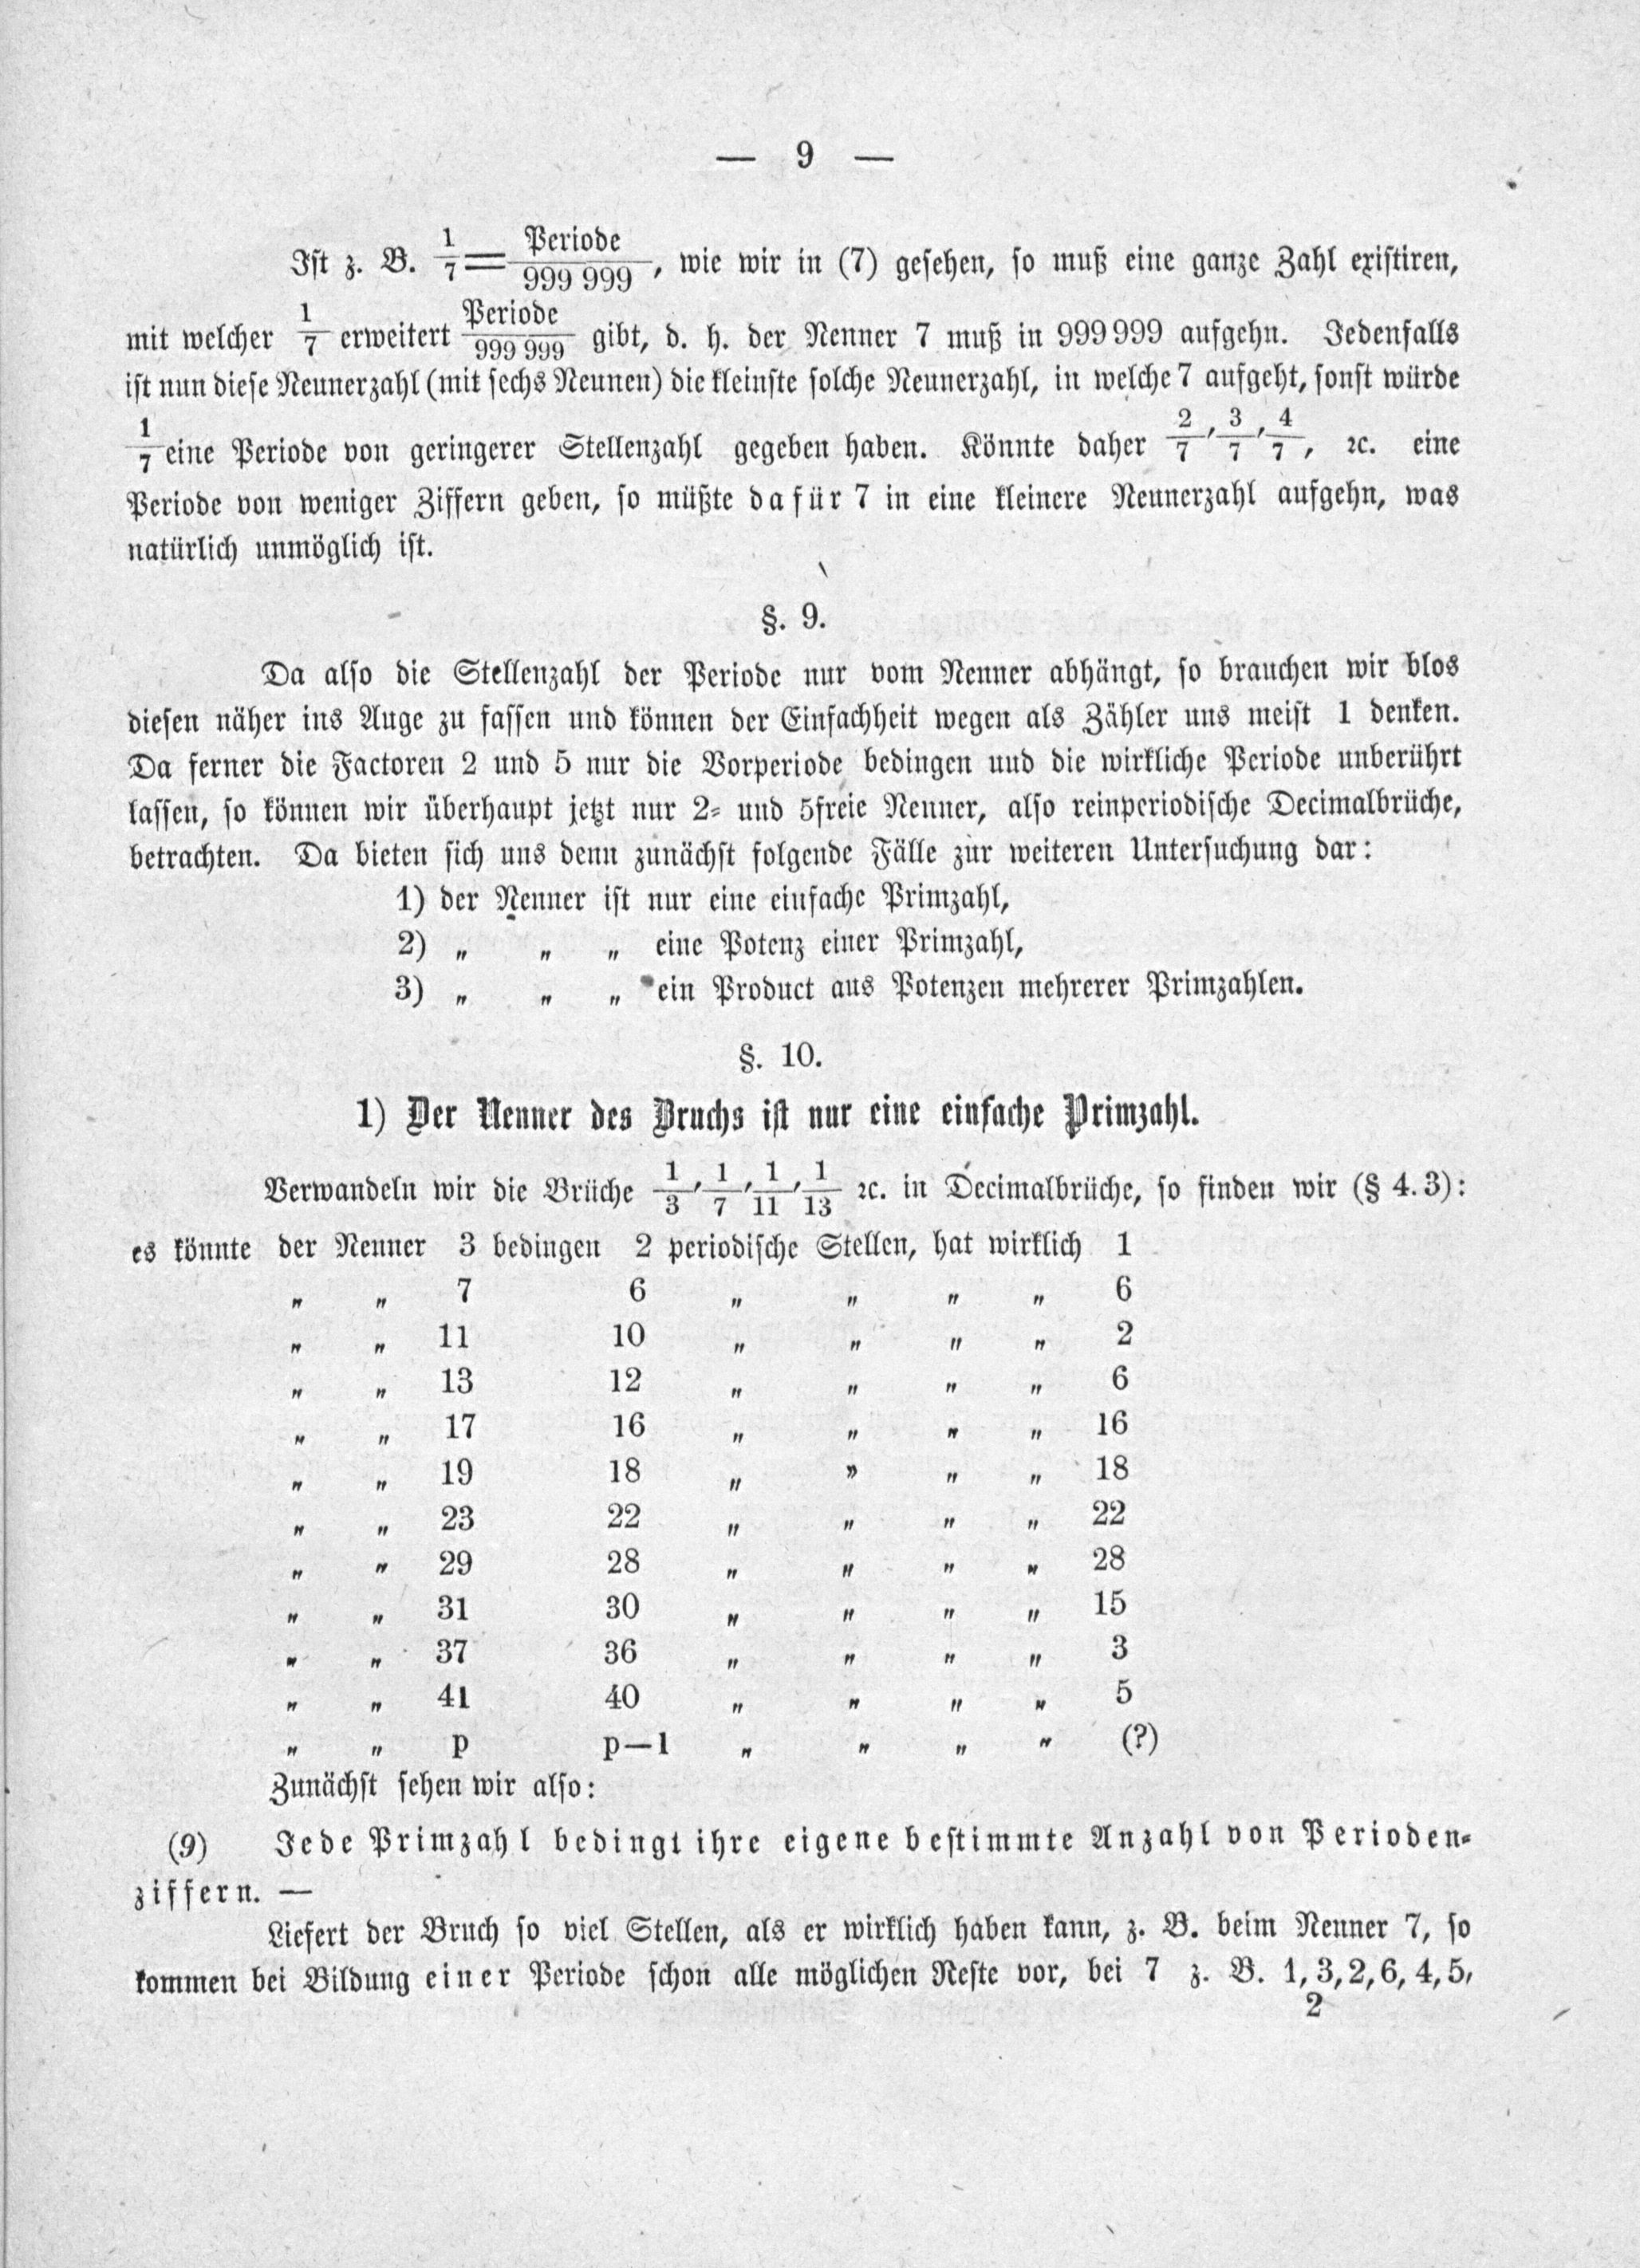 — 9 —
Ist z. B. 1/7 = Periode/999 999, wie wir in (7) gesehen, so muß eine ganze Zahl existiren,
mit welcher 1/7 erweitert Periode/999 999 gibt, d. h. der Nenner 7 muß in 999 999 aufgehn. Jedenfalls
ist nun diese Neunerzahl (mit sechs Neunen) die kleinste solche Neunerzahl, in welche 7 aufgeht, sonst würde
1/7 eine Periode von geringerer Stellenzahl gegeben haben. Könnte daher 2/7, 3/7, 4/7, ꝛc. eine
Periode von weniger Ziffern geben, so müßte dafür 7 in eine kleinere Neunerzahl aufgehn, was
natürlich unmöglich ist.
§. 9.
Da also die Stellenzahl der Periode nur vom Nenner abhängt, so brauchen wir blos
diesen näher ins Auge zu fassen und können der Einfachheit wegen als Zähler uns meist 1 denken.
Da ferner die Factoren 2 und 5 nur die Vorperiode bedingen und die wirkliche Periode unberührt
lassen, so können wir überhaupt jetzt nur 2= und 5freie Nenner, also reinperiodische Decimalbrüche,
betrachten. Da bieten sich uns denn zunächst folgende Fälle zur weiteren Untersuchung dar:
1) der Nenner ist nur eine einfache Primzahl,
2) „ „ „ eine Potenz einer Primzahl,
3) „ „ „ ein Product aus Potenzen mehrerer Primzahlen.
§. 10.
1) Der Nenner des Bruchs ist nur eine einfache Primzahl.
Verwandeln wir die Brüche 1/3, 1/7, 1/11, 1/13 ꝛc. in Decimalbrüche, so finden wir (§ 4. 3):
es könnte der Nenner 3 bedingen 2 periodische Stellen, hat wirklich 1
„ „ 7 6 „ „ „ „ 6
„ „ 11 10 „ „ „ „ 2
„ „ 13 12 „ „ „ „ 6
„ „ 17 16 „ „ „ „ 16
„ „ 19 18 „ „ „ „ 18
„ „ 23 22 „ „ „ „ 22
„ „ 29 28 „ „ „ „ 28
„ „ 31 30 „ „ „ „ 15
„ „ 37 36 „ „ „ „ 3
„ „ 41 40 „ „ „ „ 5
„ „ p p—1 „ „ „ „ (?)
Zunächst sehen wir also:
(9) Jede Primzahl bedingt ihre eigene bestimmte Anzahl von Perioden=
ziffern. —
Liefert der Bruch so viel Stellen, als er wirklich haben kann, z. B. beim Nenner 7, so
kommen bei Bildung einer Periode schon alle möglichen Reste vor, bei 7 z. B. 1, 3, 2, 6, 4, 5,
2